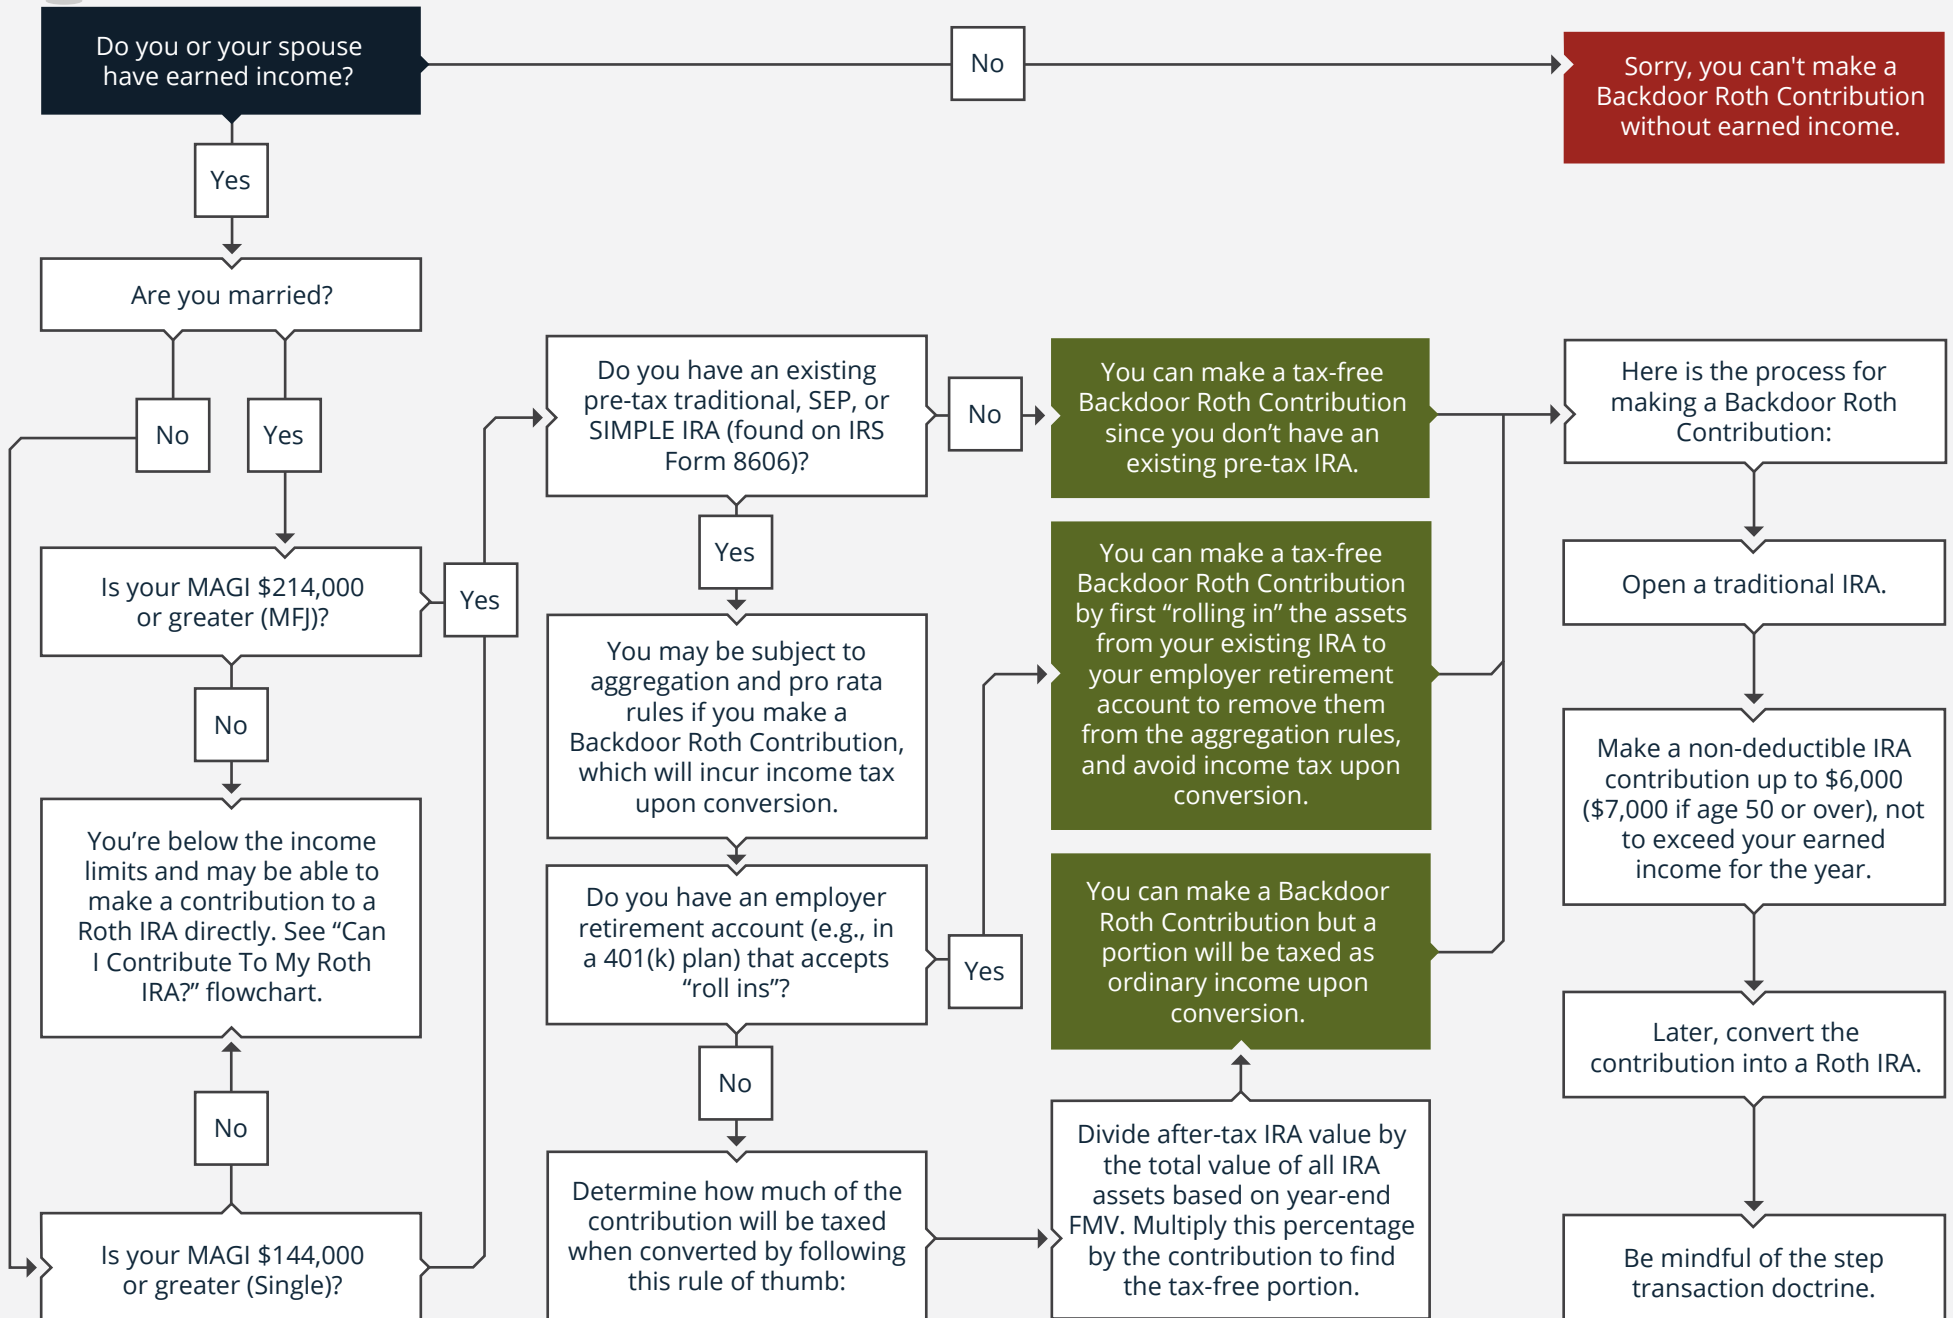 Do you or your spouse
have earned income?
No
Sorry, you can't make a
Backdoor Roth Contribution
without earned income.
Yes
Are you married?
No
Yes
Is your MAGI $214,000
or greater (MFJ)?
Yes
No
You’re below the income
limits and may be able to
make a contribution to a
Roth IRA directly. See “Can
I Contribute To My Roth
IRA?” flowchart.
No
Is your MAGI $144,000
or greater (Single)?
Do you have an existing
pre-tax traditional, SEP, or
SIMPLE IRA (found on IRS
Form 8606)?
No
Yes
You may be subject to
aggregation and pro rata
rules if you make a
Backdoor Roth Contribution,
which will incur income tax
upon conversion.
Do you have an employer
retirement account (e.g., in
a 401(k) plan) that accepts
“roll ins”?
Yes
No
Determine how much of the
contribution will be taxed
when converted by following
this rule of thumb:
You can make a tax-free
Backdoor Roth Contribution
since you don’t have an
existing pre-tax IRA.
You can make a tax-free
Backdoor Roth Contribution
by first “rolling in” the assets
from your existing IRA to
your employer retirement
account to remove them
from the aggregation rules,
and avoid income tax upon
conversion.
You can make a Backdoor
Roth Contribution but a
portion will be taxed as
ordinary income upon
conversion.
Divide after-tax IRA value by
the total value of all IRA
assets based on year-end
FMV. Multiply this percentage
by the contribution to find
the tax-free portion.
Here is the process for
making a Backdoor Roth
Contribution:
Open a traditional IRA.
Make a non-deductible IRA
contribution up to $6,000
($7,000 if age 50 or over), not
to exceed your earned
income for the year.
Later, convert the
contribution into a Roth IRA.
Be mindful of the step
transaction doctrine.